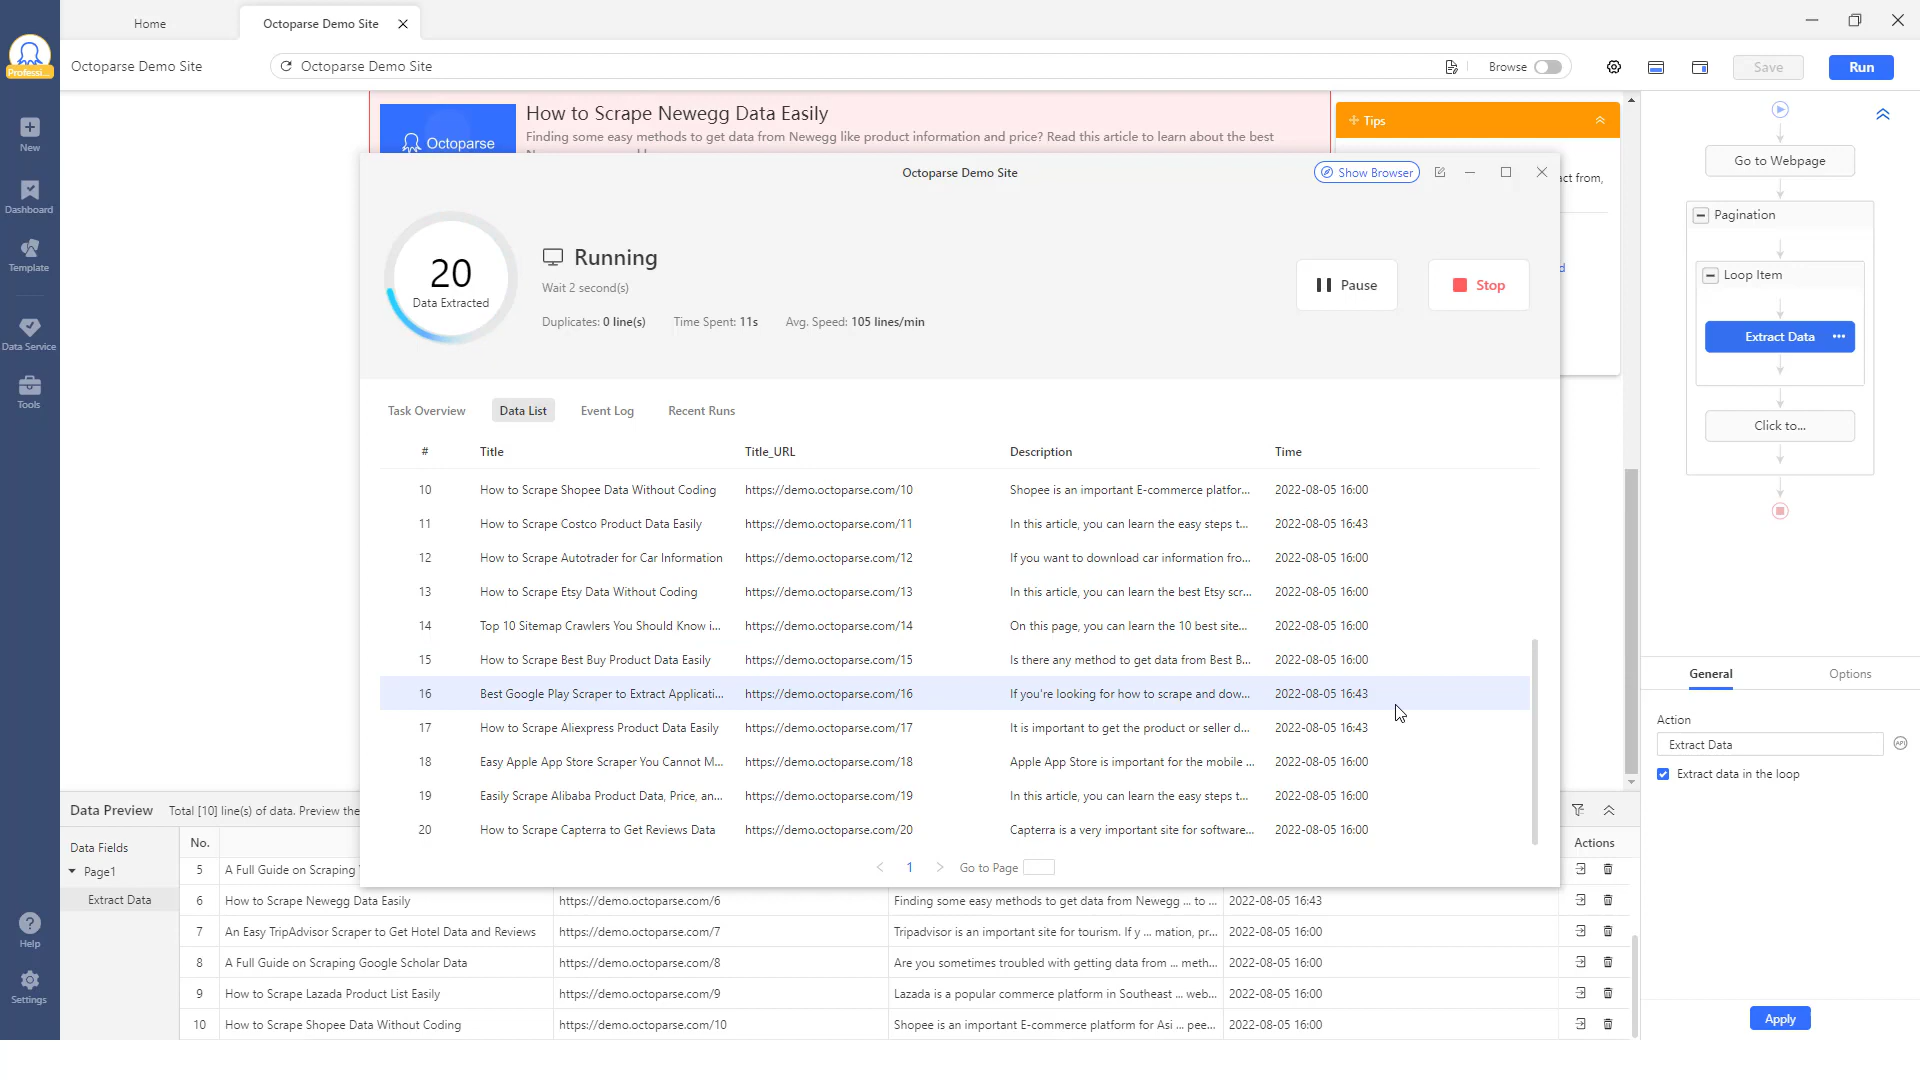 Home
Octoparse Demo Site
Octoparse Demo Site
Octoparse Demo Site
Browse
Save
Run
Professi...
New
Dashboard
Template
Data Service
Tools
Help
Settings
Octoparse
How to Scrape Newegg Data Easily
Finding some easy methods to get data from Newegg like product information and price? Read this article to learn about the best
Tips
act from,
Octoparse Demo Site
Show Browser
20
Data Extracted
Running
Wait 2 second(s)
Duplicates: 0 line(s) Time Spent: 11s Avg. Speed: 105 lines/min
Pause
Stop
Task Overview Data List Event Log Recent Runs
# Title Title_URL Description Time
10 How to Scrape Shopee Data Without Coding https://demo.octoparse.com/10 Shopee is an important E-commerce platfor... 2022-08-05 16:00
11 How to Scrape Costco Product Data Easily https://demo.octoparse.com/11 In this article, you can learn the easy steps t... 2022-08-05 16:43
12 How to Scrape Autotrader for Car Information https://demo.octoparse.com/12 If you want to download car information fro... 2022-08-05 16:00
13 How to Scrape Etsy Data Without Coding https://demo.octoparse.com/13 In this article, you can learn the best Etsy scr... 2022-08-05 16:00
14 Top 10 Sitemap Crawlers You Should Know i... https://demo.octoparse.com/14 On this page, you can learn the 10 best site... 2022-08-05 16:00
15 How to Scrape Best Buy Product Data Easily https://demo.octoparse.com/15 Is there any method to get data from Best B... 2022-08-05 16:00
16 Best Google Play Scraper to Extract Applicati... https://demo.octoparse.com/16 If you're looking for how to scrape and dow... 2022-08-05 16:43
17 How to Scrape Aliexpress Product Data Easily https://demo.octoparse.com/17 It is important to get the product or seller d... 2022-08-05 16:43
18 Easy Apple App Store Scraper You Cannot M... https://demo.octoparse.com/18 Apple App Store is important for the mobile ... 2022-08-05 16:00
19 Easily Scrape Alibaba Product Data, Price, an... https://demo.octoparse.com/19 In this article, you can learn the easy steps t... 2022-08-05 16:00
20 How to Scrape Capterra to Get Reviews Data https://demo.octoparse.com/20 Capterra is a very important site for software... 2022-08-05 16:00
< 1 > Go to Page
Data Preview Total [10] line(s) of data. Preview the
Data Fields
Page1
Extract Data
No. Actions
5 A Full Guide on Scraping
6 How to Scrape Newegg Data Easily https://demo.octoparse.com/6 Finding some easy methods to get data from Newegg ... to ... 2022-08-05 16:43
7 An Easy TripAdvisor Scraper to Get Hotel Data and Reviews https://demo.octoparse.com/7 Tripadvisor is an important site for tourism. If y ... mation, pr... 2022-08-05 16:00
8 A Full Guide on Scraping Google Scholar Data https://demo.octoparse.com/8 Are you sometimes troubled with getting data from ... meth... 2022-08-05 16:00
9 How to Scrape Lazada Product List Easily https://demo.octoparse.com/9 Lazada is a popular commerce platform in Southeast ... web... 2022-08-05 16:00
10 How to Scrape Shopee Data Without Coding https://demo.octoparse.com/10 Shopee is an important E-commerce platform for Asi ... pee... 2022-08-05 16:00
Go to Webpage
Pagination
Loop Item
Extract Data
Click to...
General Options
Action
Extract Data
API
Extract data in the loop
Apply